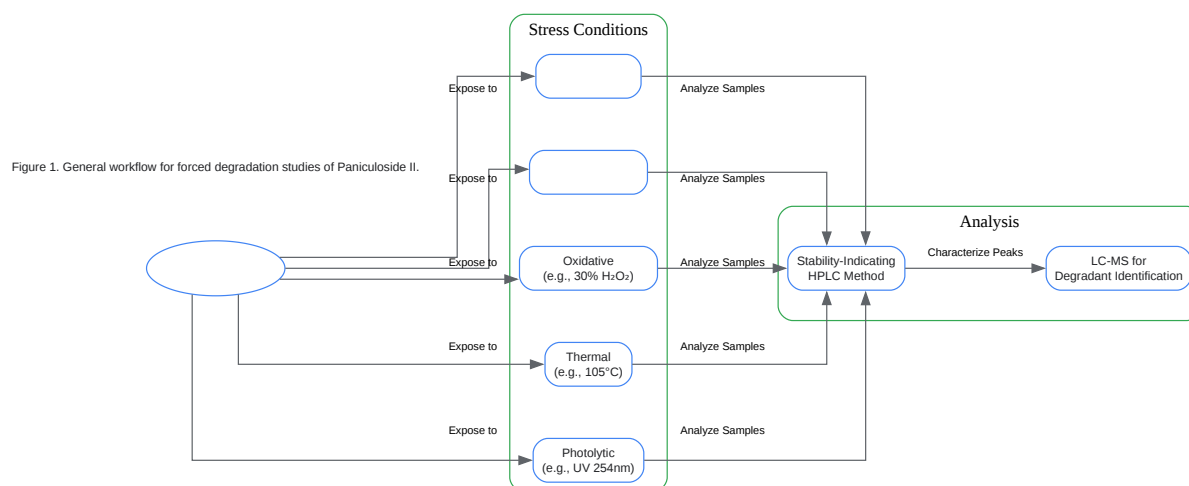 Stress Conditions
Expose to
Analyze Samples
Figure 1. General workflow for forced degradation studies of Paniculoside II.
Expose to
Analyze Samples
Analysis
Expose to
Oxidative
(e.g., 30% H₂O₂)
Analyze Samples
Stability-Indicating
HPLC Method
Characterize Peaks
LC-MS for
Degradant Identification
Expose to
Thermal
(e.g., 105°C)
Analyze Samples
Expose to
Photolytic
(e.g., UV 254nm)
Analyze Samples